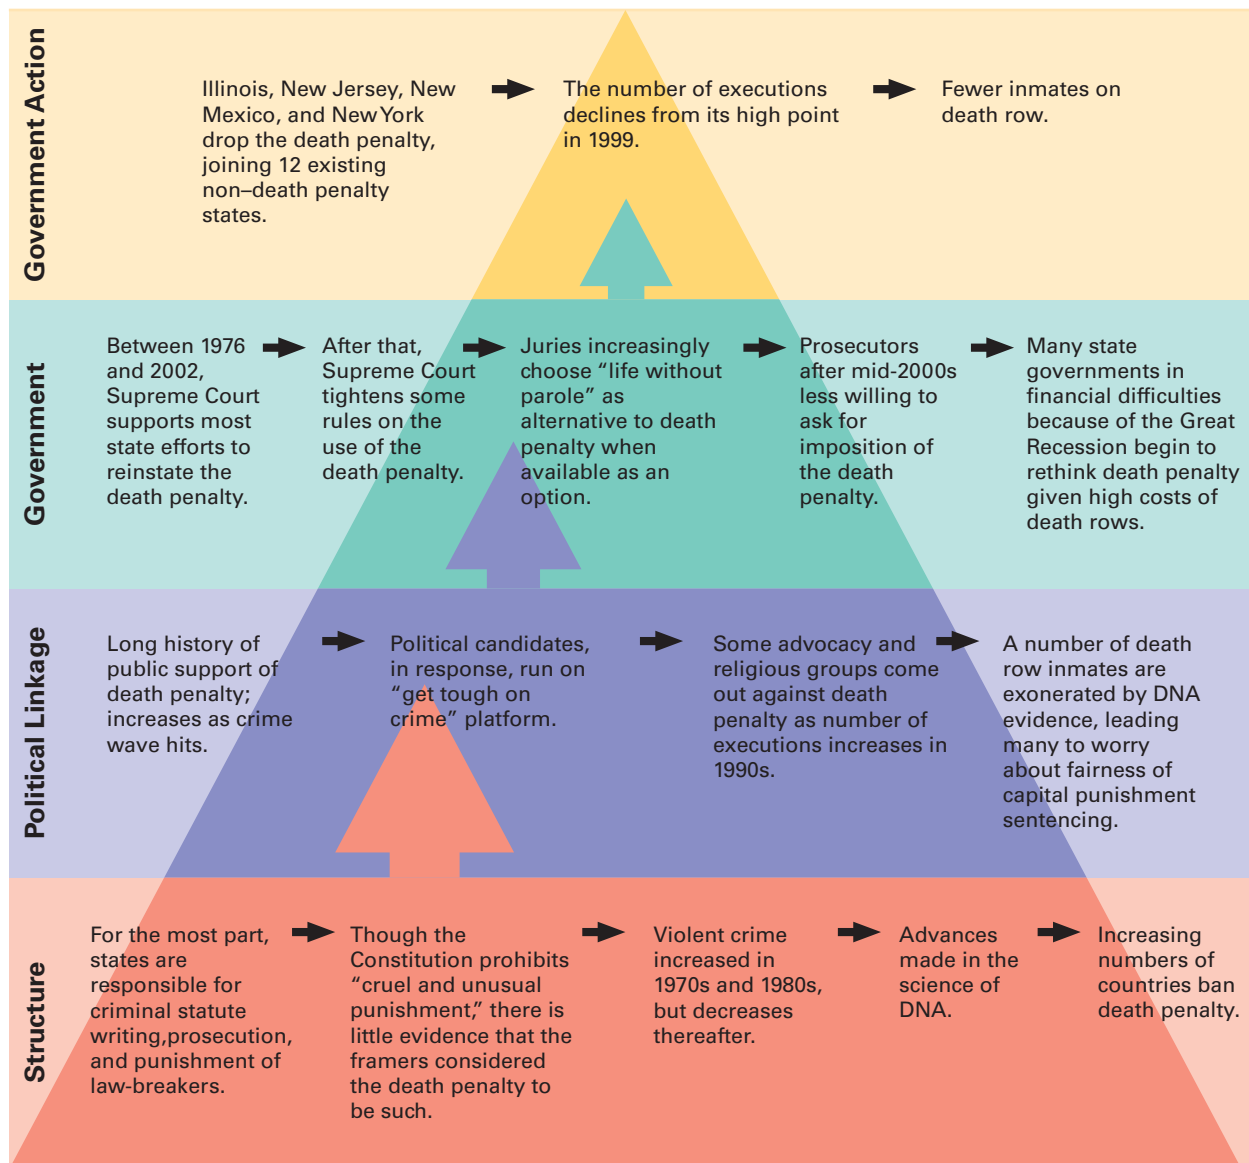 Government Action
Illinois, New Jersey, New
Mexico, and New York
drop the death penalty,
joining 12 existing
non–death penalty
states.
The number of executions
declines from its high point
in 1999.
Fewer inmates on
death row.
Government
Between 1976
and 2002,
Supreme Court
supports most
state efforts to
reinstate the
death penalty.
After that,
Supreme Court
tightens some
rules on the
use of the
death penalty.
Juries increasingly
choose “life without
parole” as
alternative to death
penalty when
available as an
option.
Prosecutors
after mid-2000s
less willing to
ask for
imposition of
the death
penalty.
Many state
governments in
financial difficulties
because of the Great
Recession begin to
rethink death penalty
given high costs of
death rows.
Political Linkage
Long history of
public support of
death penalty;
increases as crime
wave hits.
Political candidates,
in response, run on
“get tough on
crime” platform.
Some advocacy and
religious groups come
out against death
penalty as number of
executions increases in
1990s.
A number of death
row inmates are
exonerated by DNA
evidence, leading
many to worry
about fairness of
capital punishment
sentencing.
Structure
For the most part,
states are
responsible for
criminal statute
writing,prosecution,
and punishment of
law-breakers.
Though the
Constitution prohibits
“cruel and unusual
punishment,” there is
little evidence that the
framers considered
the death penalty to
be such.
Violent crime
increased in
1970s and 1980s,
but decreases
thereafter.
Advances
made in the
science of
DNA.
Increasing
numbers of
countries ban
death penalty.